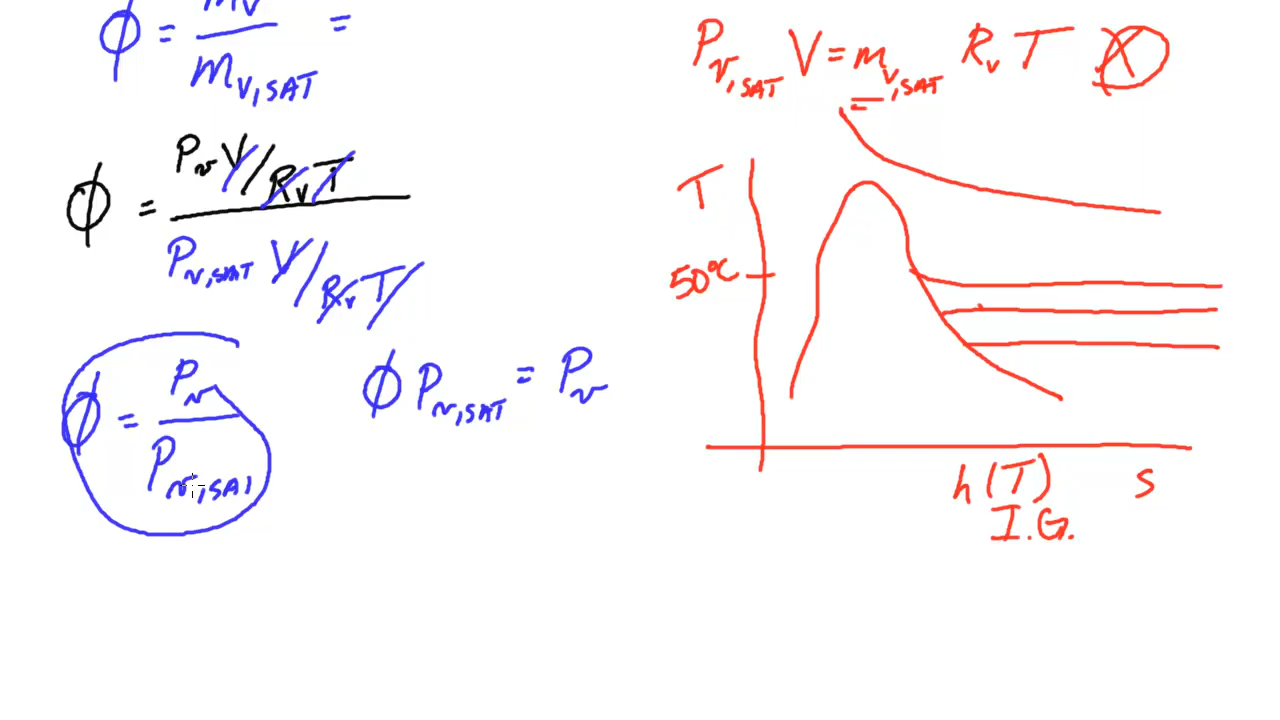 ϕ = mv / m_V,SAT =
ϕ = P_v V / R_v T / P_v,SAT V / R_v T
ϕ = P_v / P_v,SAT
ϕ P_v,SAT = P_v
P_v,SAT V = m_v,SAT R_v T X
T
50°C
h(T) S
I.G.